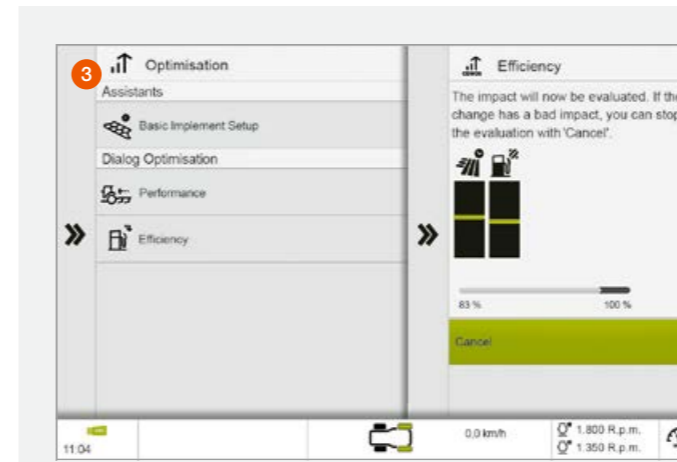 3
Optimisation
Assistants
Basic Implement Setup
Dialog Optimisation
Performance
Efficiency
Efficiency
The impact will now be evaluated. If the
change has a bad impact, you can stop
the evaluation with 'Cancel'.
83 %
100 %
Cancel
11:04
0,0 km/h
1.800 R.p.m.
1.350 R.p.m.